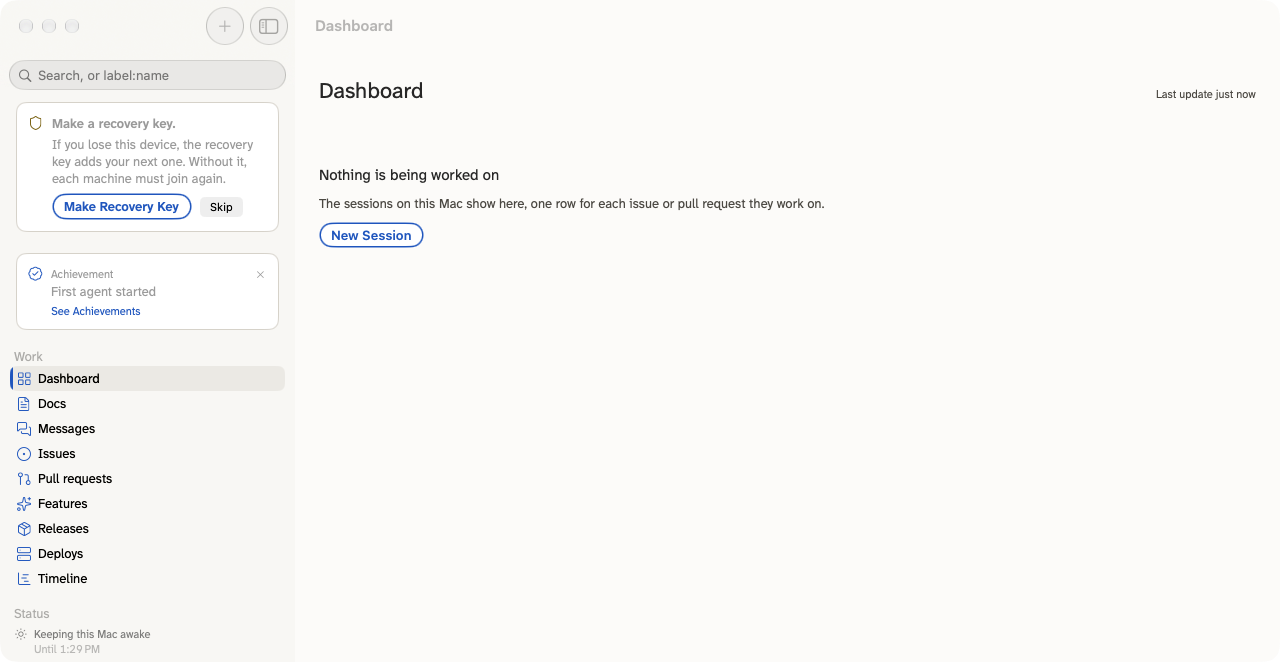 Dashboard
Search, or label:name
Make a recovery key.
If you lose this device, the recovery
key adds your next one. Without it,
each machine must join again.
Make Recovery Key
Skip
Achievement
First agent started
See Achievements
Work
Dashboard
Docs
Messages
Issues
Pull requests
Features
Releases
Deploys
Timeline
Status
Keeping this Mac awake
Until 1:29 PM
Dashboard
Last update just now
Nothing is being worked on
The sessions on this Mac show here, one row for each issue or pull request they work on.
New Session